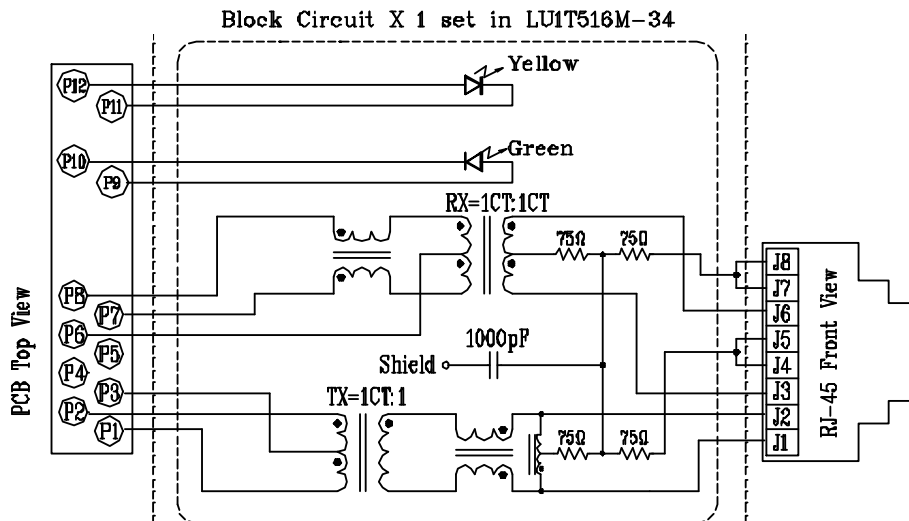 Block Circuit X 1 set in LU1T516M-34
P12
P11
Yellow
P10
P9
Green
RX=1CT:1CT
75Ω
75Ω
P8
P7
P6
P5
P4
P3
P2
P1
PCB Top View
1000pF
Shield
TX=1CT:1
75Ω
75Ω
J8
J7
J6
J5
J4
J3
J2
J1
RJ-45 Front View